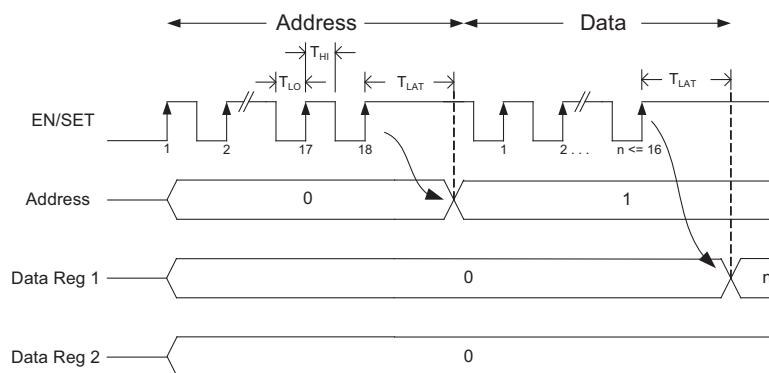 Address
Data
T_HI
T_LO
T_LAT
T_LAT
EN/SET
1
2
17
18
1
2 . . .
n <= 16
Address
0
1
Data Reg 1
0
Data Reg 2
0